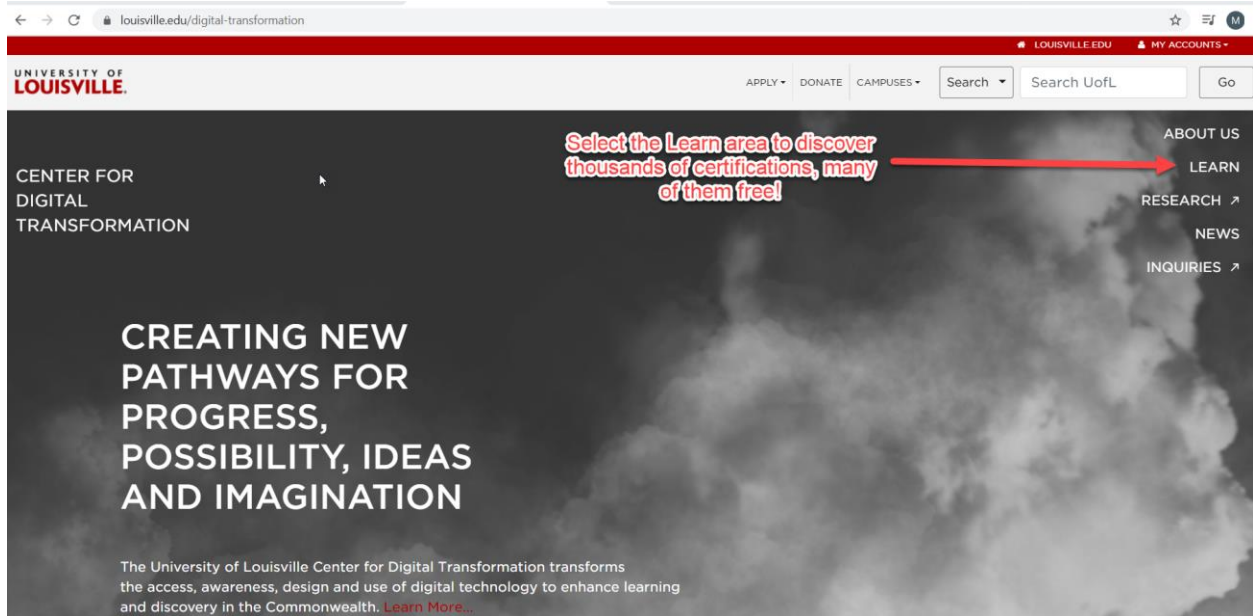 louisville.edu/digital-transformation
M
LOUISVILLE.EDU MY ACCOUNTS
UNIVERSITY OF
LOUISVILLE.
APPLY DONATE CAMPUSES Search Search UofL Go
CENTER FOR
DIGITAL
TRANSFORMATION
Select the Learn area to discover
thousands of certifications, many
of them free!
ABOUT US
LEARN
RESEARCH ↗
NEWS
INQUIRIES ↗
CREATING NEW
PATHWAYS FOR
PROGRESS,
POSSIBILITY, IDEAS
AND IMAGINATION
The University of Louisville Center for Digital Transformation transforms
the access, awareness, design and use of digital technology to enhance learning
and discovery in the Commonwealth. Learn More...